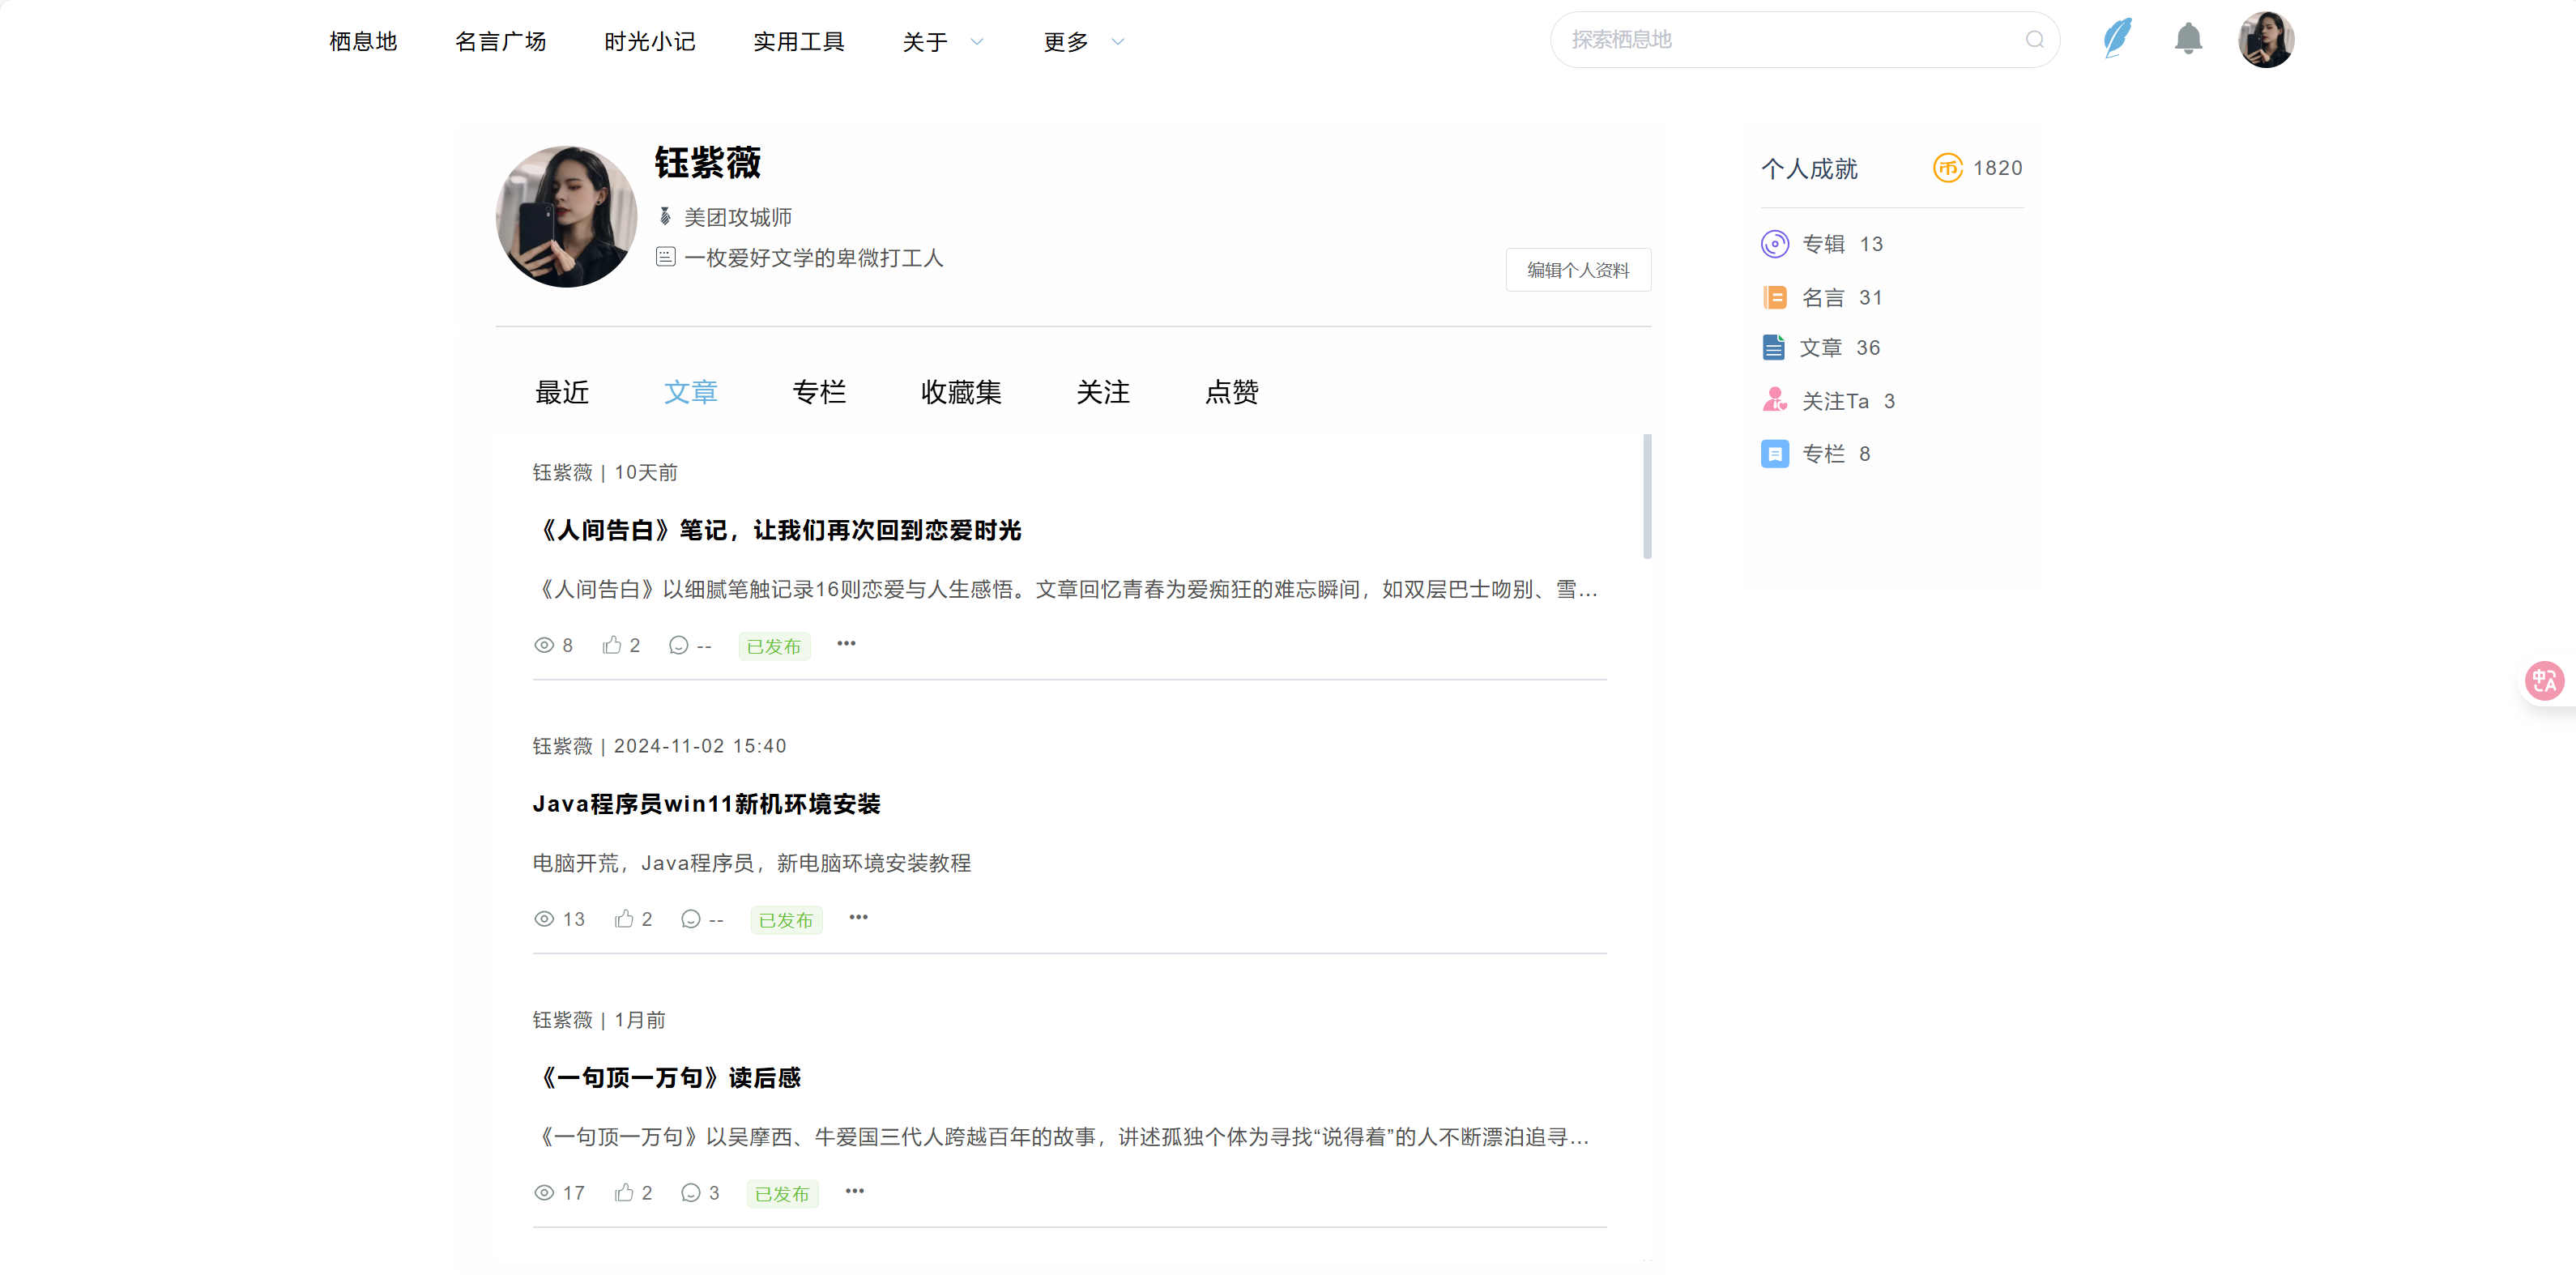 栖息地 名言广场 时光小记 实用工具 关于 更多 探索栖息地
钰紫薇
美团攻城师
一枚爱好文学的卑微打工人
编辑个人资料
最近 文章 专栏 收藏集 关注 点赞
钰紫薇 | 10天前
《人间告白》笔记，让我们再次回到恋爱时光
《人间告白》以细腻笔触记录16则恋爱与人生感悟。文章回忆青春为爱痴狂的难忘瞬间，如双层巴士吻别、雪...
8 2 -- 已发布 •••
钰紫薇 | 2024-11-02 15:40
Java程序员win11新机环境安装
电脑开荒，Java程序员，新电脑环境安装教程
13 2 -- 已发布 •••
钰紫薇 | 1月前
《一句顶一万句》读后感
《一句顶一万句》以吴摩西、牛爱国三代人跨越百年的故事，讲述孤独个体为寻找“说得着”的人不断漂泊追寻...
17 2 3 已发布 •••
个人成就 币 1820
专辑 13
名言 31
文章 36
关注Ta 3
专栏 8
中 A